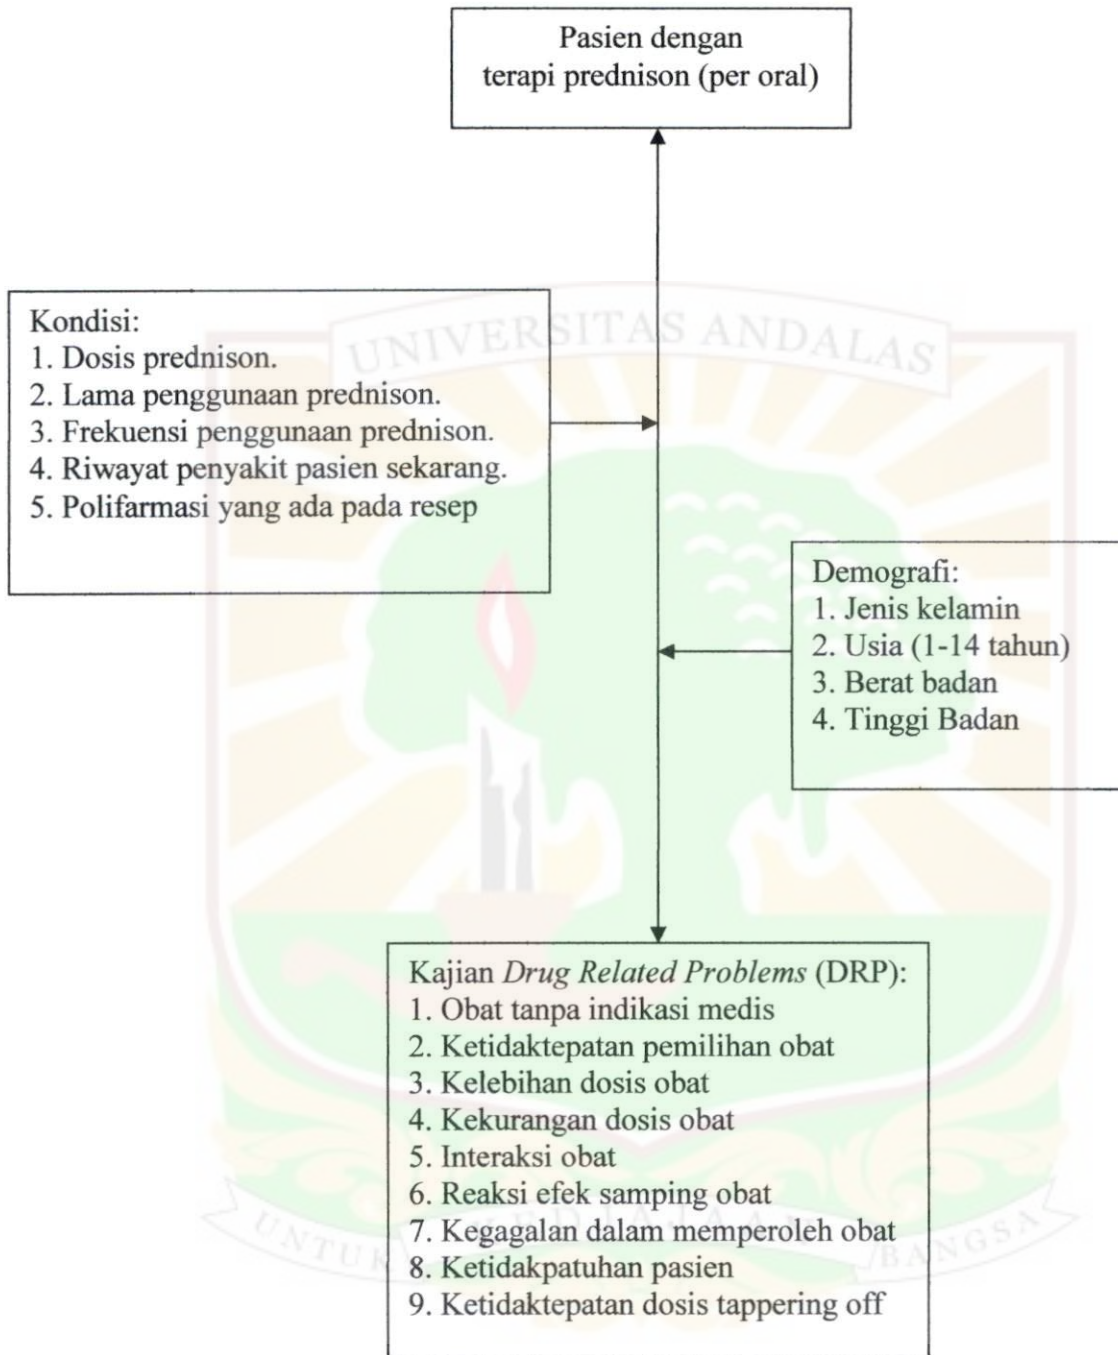 Pasien dengan
terapi prednison (per oral)
Kondisi:
1. Dosis prednison.
2. Lama penggunaan prednison.
3. Frekuensi penggunaan prednison.
4. Riwayat penyakit pasien sekarang.
5. Polifarmasi yang ada pada resep
UNIVERSITAS ANDALAS
Demografi:
1. Jenis kelamin
2. Usia (1-14 tahun)
3. Berat badan
4. Tinggi Badan
Kajian Drug Related Problems (DRP):
1. Obat tanpa indikasi medis
2. Ketidaktepatan pemilihan obat
3. Kelebihan dosis obat
4. Kekurangan dosis obat
5. Interaksi obat
6. Reaksi efek samping obat
7. Kegagalan dalam memperoleh obat
8. Ketidakpatuhan pasien
9. Ketidaktepatan dosis tappering off
UNTUK KEDJAJAAN BANGSA